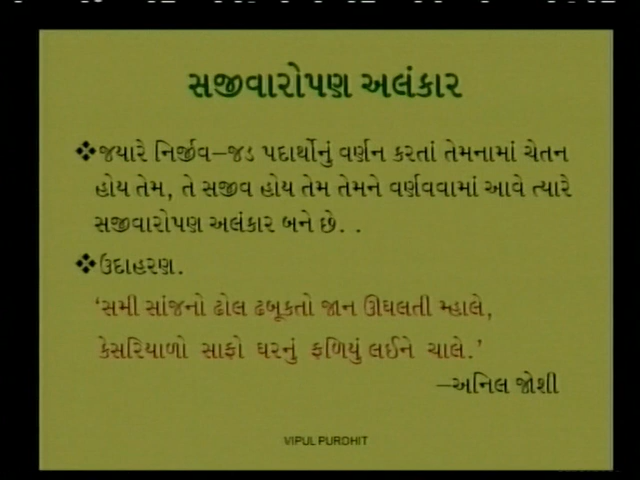 સજીવારોપણ અલંકાર
❖જયારે નિર્જીવ–જડ પદાર્થોનું વર્ણન કરતાં તેમનામાં ચેતન
હોય તેમ, તે સજીવ હોય તેમ તેમને વર્ણવવામાં આવે ત્યારે
સજીવારોપણ અલંકાર બને છે. .
❖ઉદાહરણ.
‘સમી સાંજનો ઢોલ ઢબૂકતો જાન ઊઘલતી મ્હાલે,
કેસરિયાળો સાફો ઘરનું ફળિયું લઈને ચાલે.’
–અનિલ જોશી
VIPUL PUROHIT